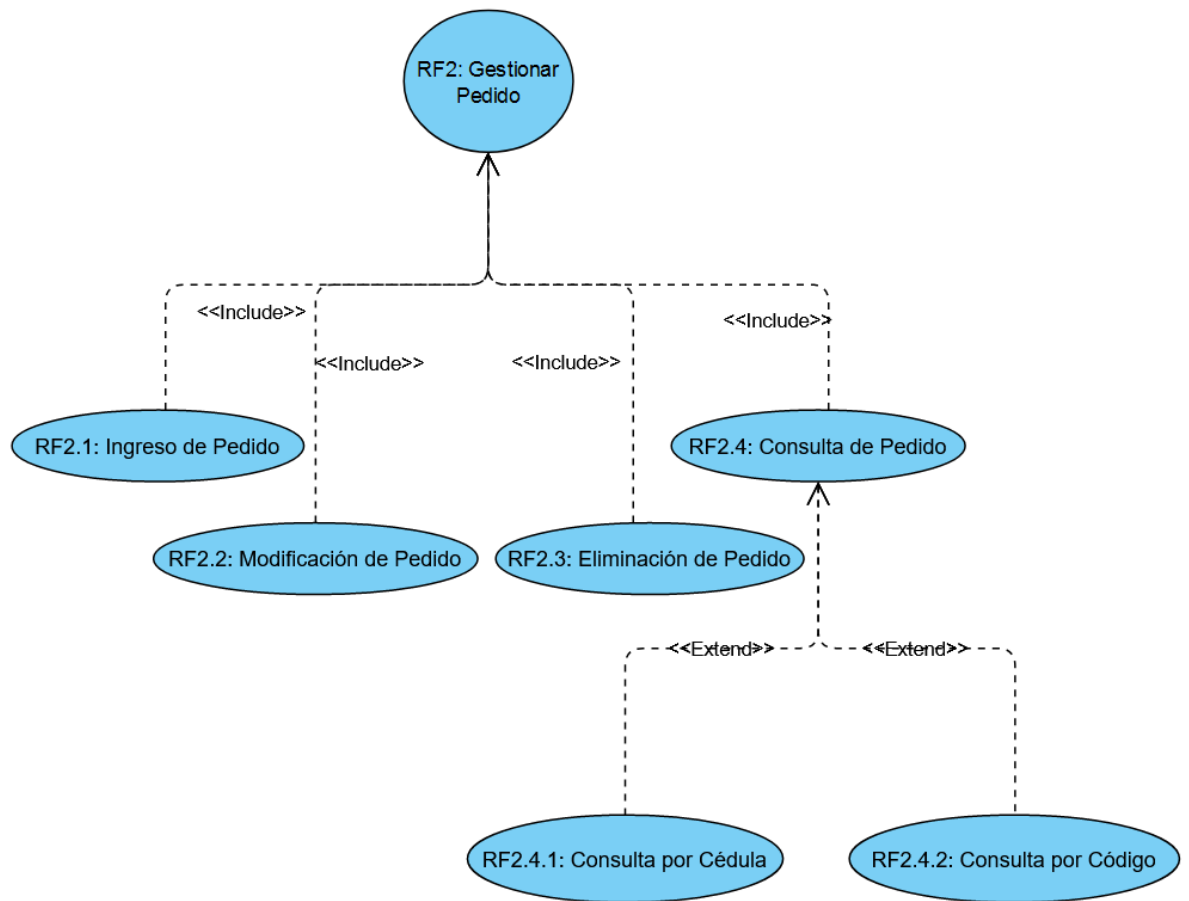 RF2: Gestionar
Pedido
<<Include>>
<<Include>>
<<Include>>
<<Include>>
RF2.1: Ingreso de Pedido
RF2.4: Consulta de Pedido
RF2.2: Modificación de Pedido
RF2.3: Eliminación de Pedido
<<Extend>>
<<Extend>>
RF2.4.1: Consulta por Cédula
RF2.4.2: Consulta por Código